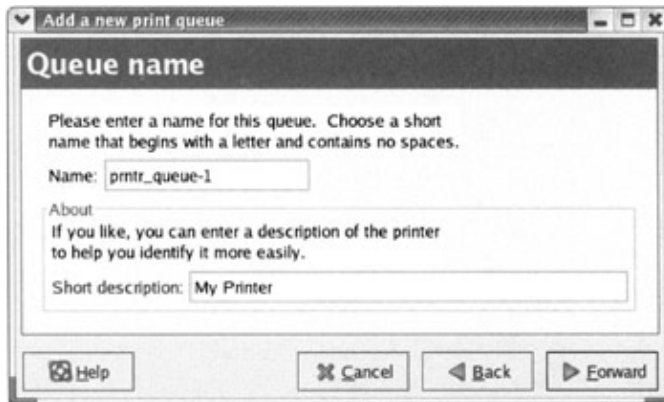 Add a new print queue
Queue name
Please enter a name for this queue. Choose a short
name that begins with a letter and contains no spaces.
Name: prntr_queue-1
About
If you like, you can enter a description of the printer
to help you identify it more easily.
Short description: My Printer
Help Cancel Back Forward